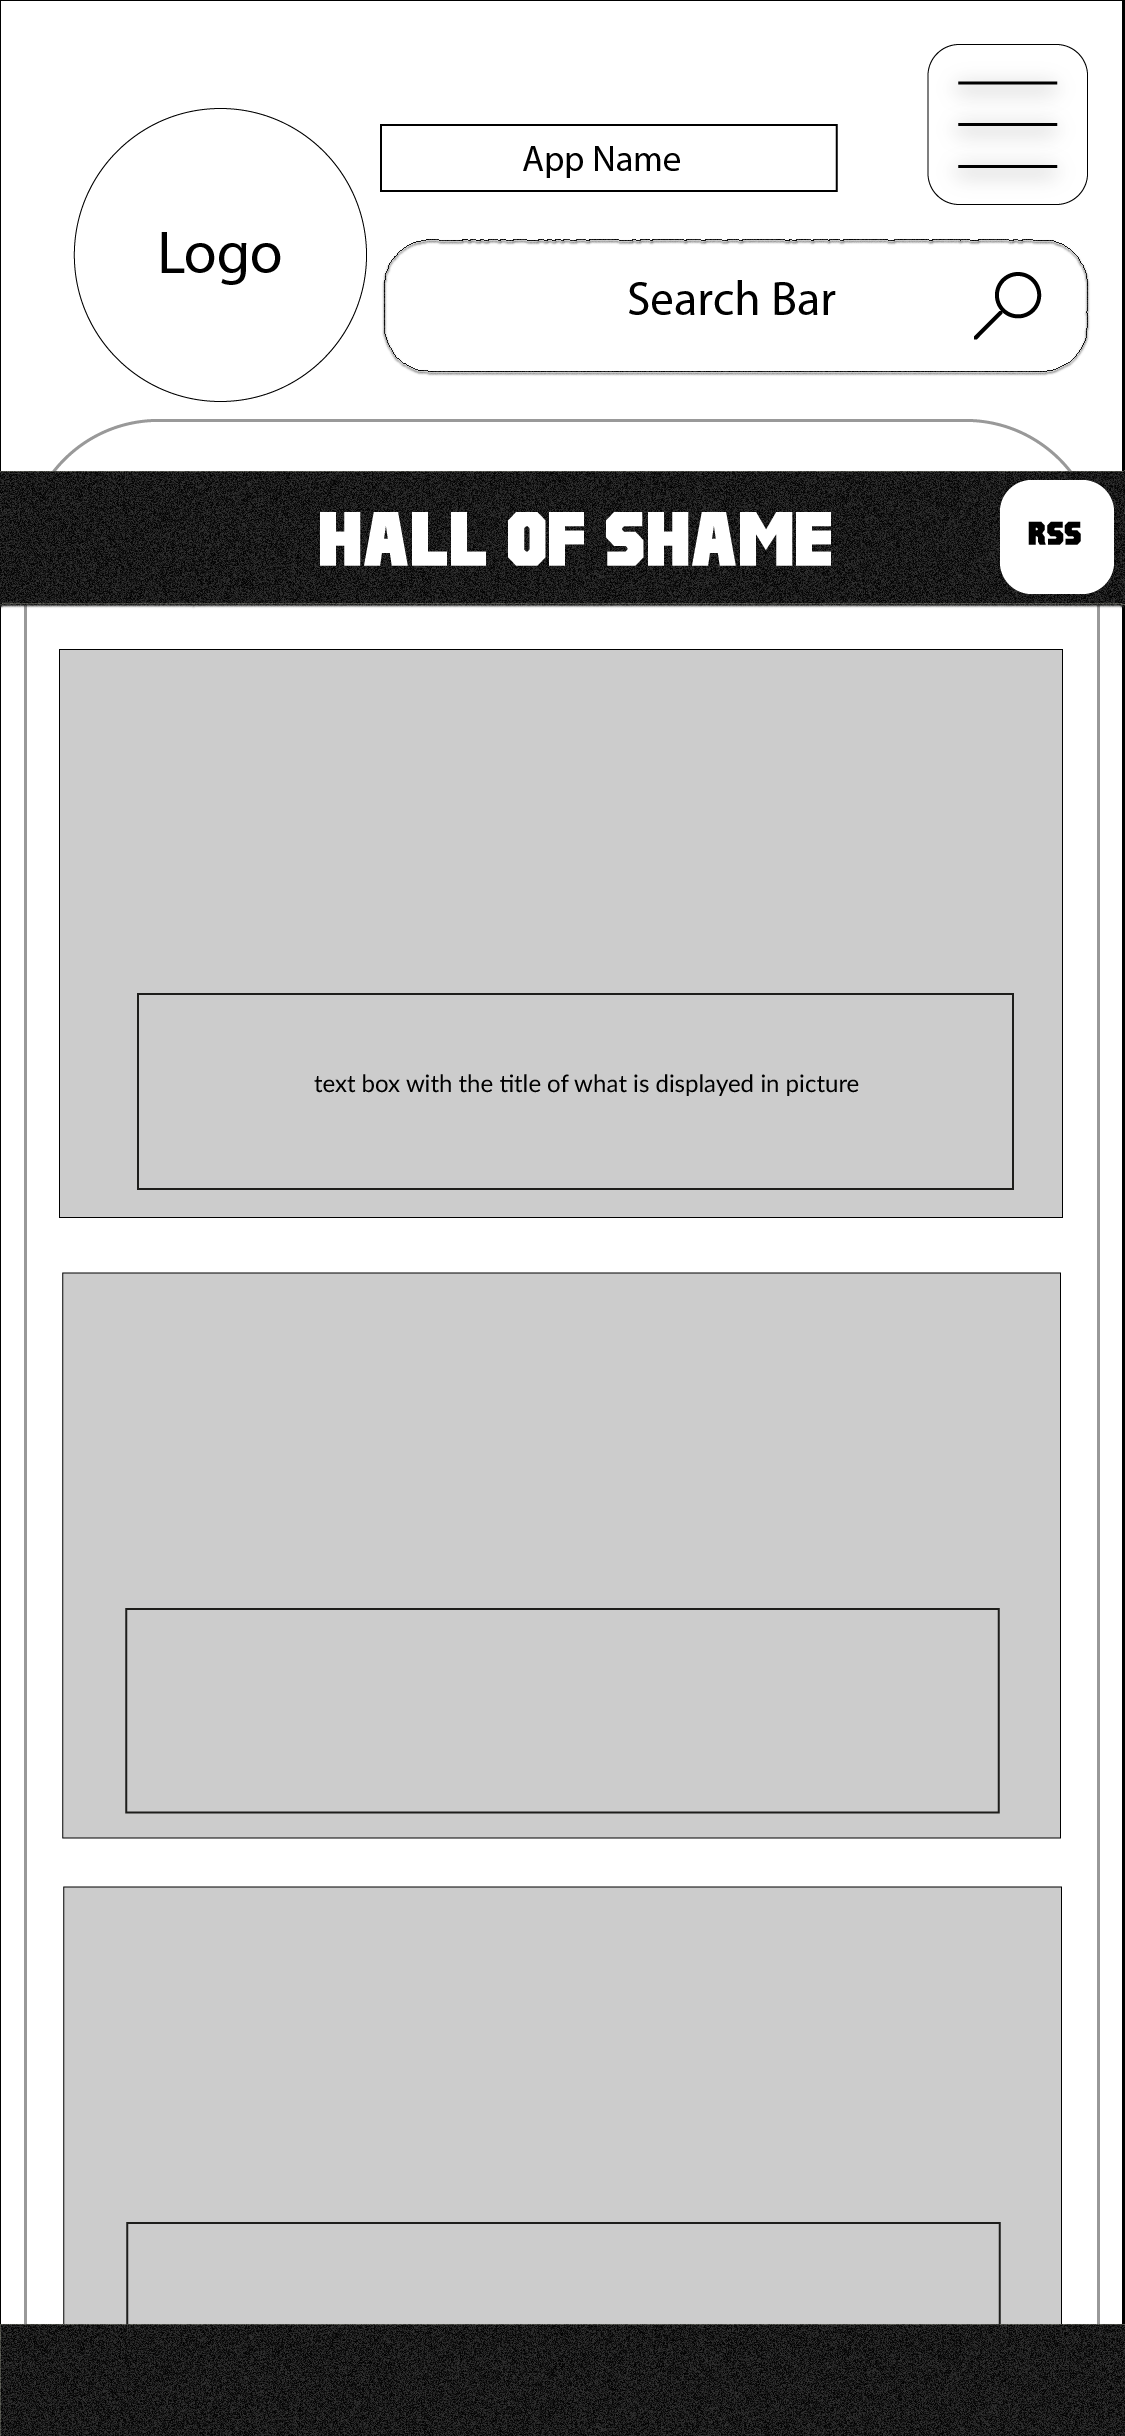 App Name
Logo
Search Bar
HALL OF SHAME
RSS
text box with the title of what is displayed in picture